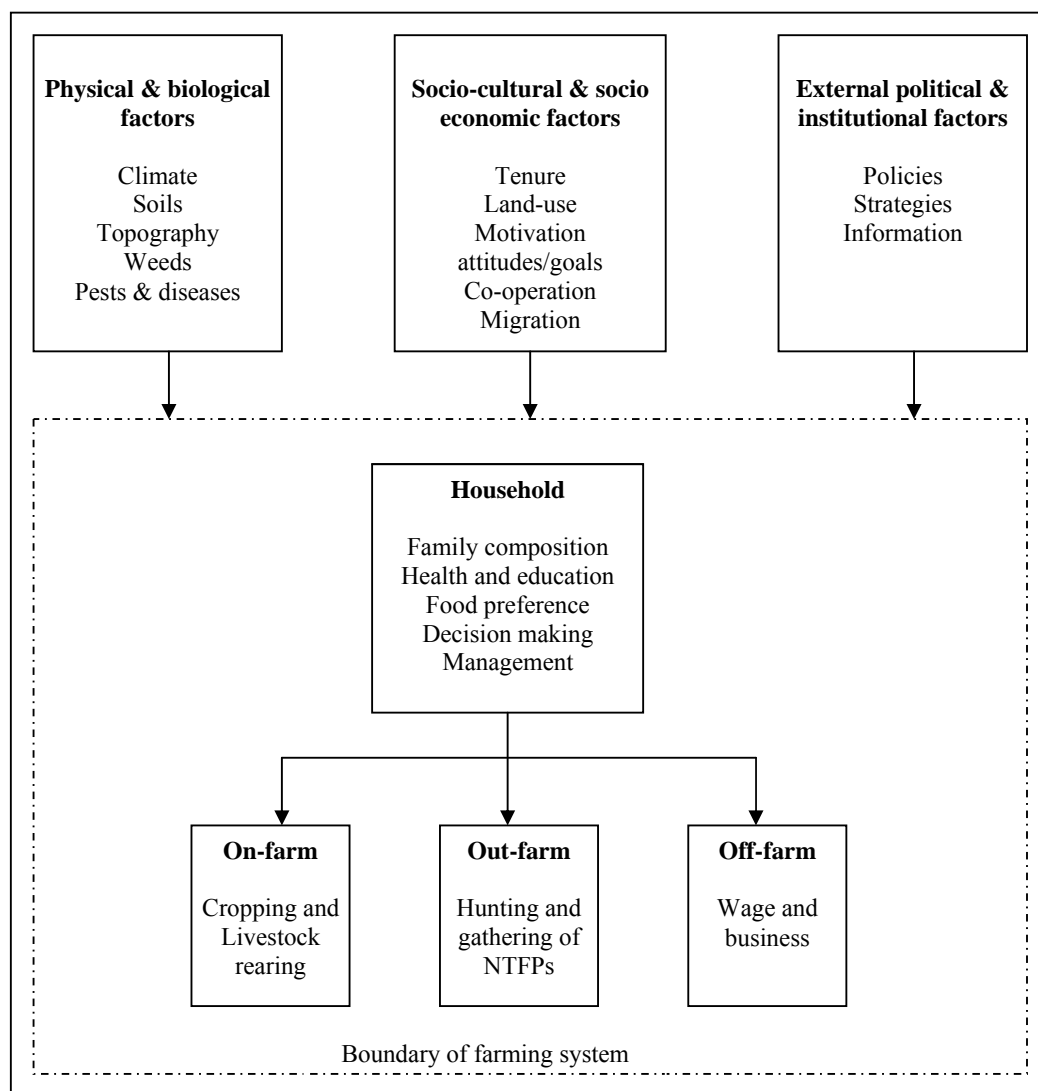 Physical & biological
factors
Climate
Soils
Topography
Weeds
Pests & diseases
Socio-cultural & socio
economic factors
Tenure
Land-use
Motivation
attitudes/goals
Co-operation
Migration
External political &
institutional factors
Policies
Strategies
Information
Household
Family composition
Health and education
Food preference
Decision making
Management
On-farm
Cropping and
Livestock
rearing
Out-farm
Hunting and
gathering of
NTFPs
Off-farm
Wage and
business
Boundary of farming system